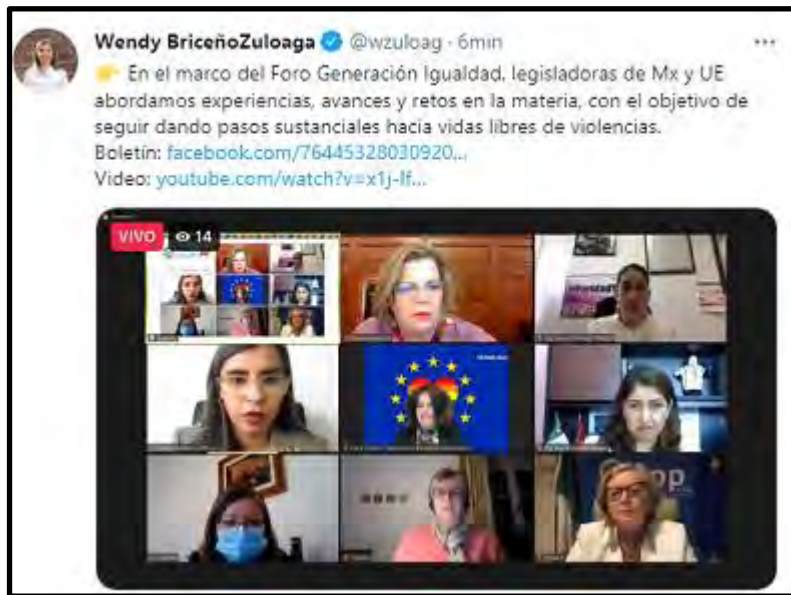 Wendy BriceñoZuloaga @wzuloag · 6min
En el marco del Foro Generación Igualdad, legisladoras de Mx y UE
abordamos experiencias, avances y retos en la materia, con el objetivo de
seguir dando pasos sustanciales hacia vidas libres de violencias.
Boletín: facebook.com/76445328030920...
Video: youtube.com/watch?v=x1j-lf...
VIVO 14